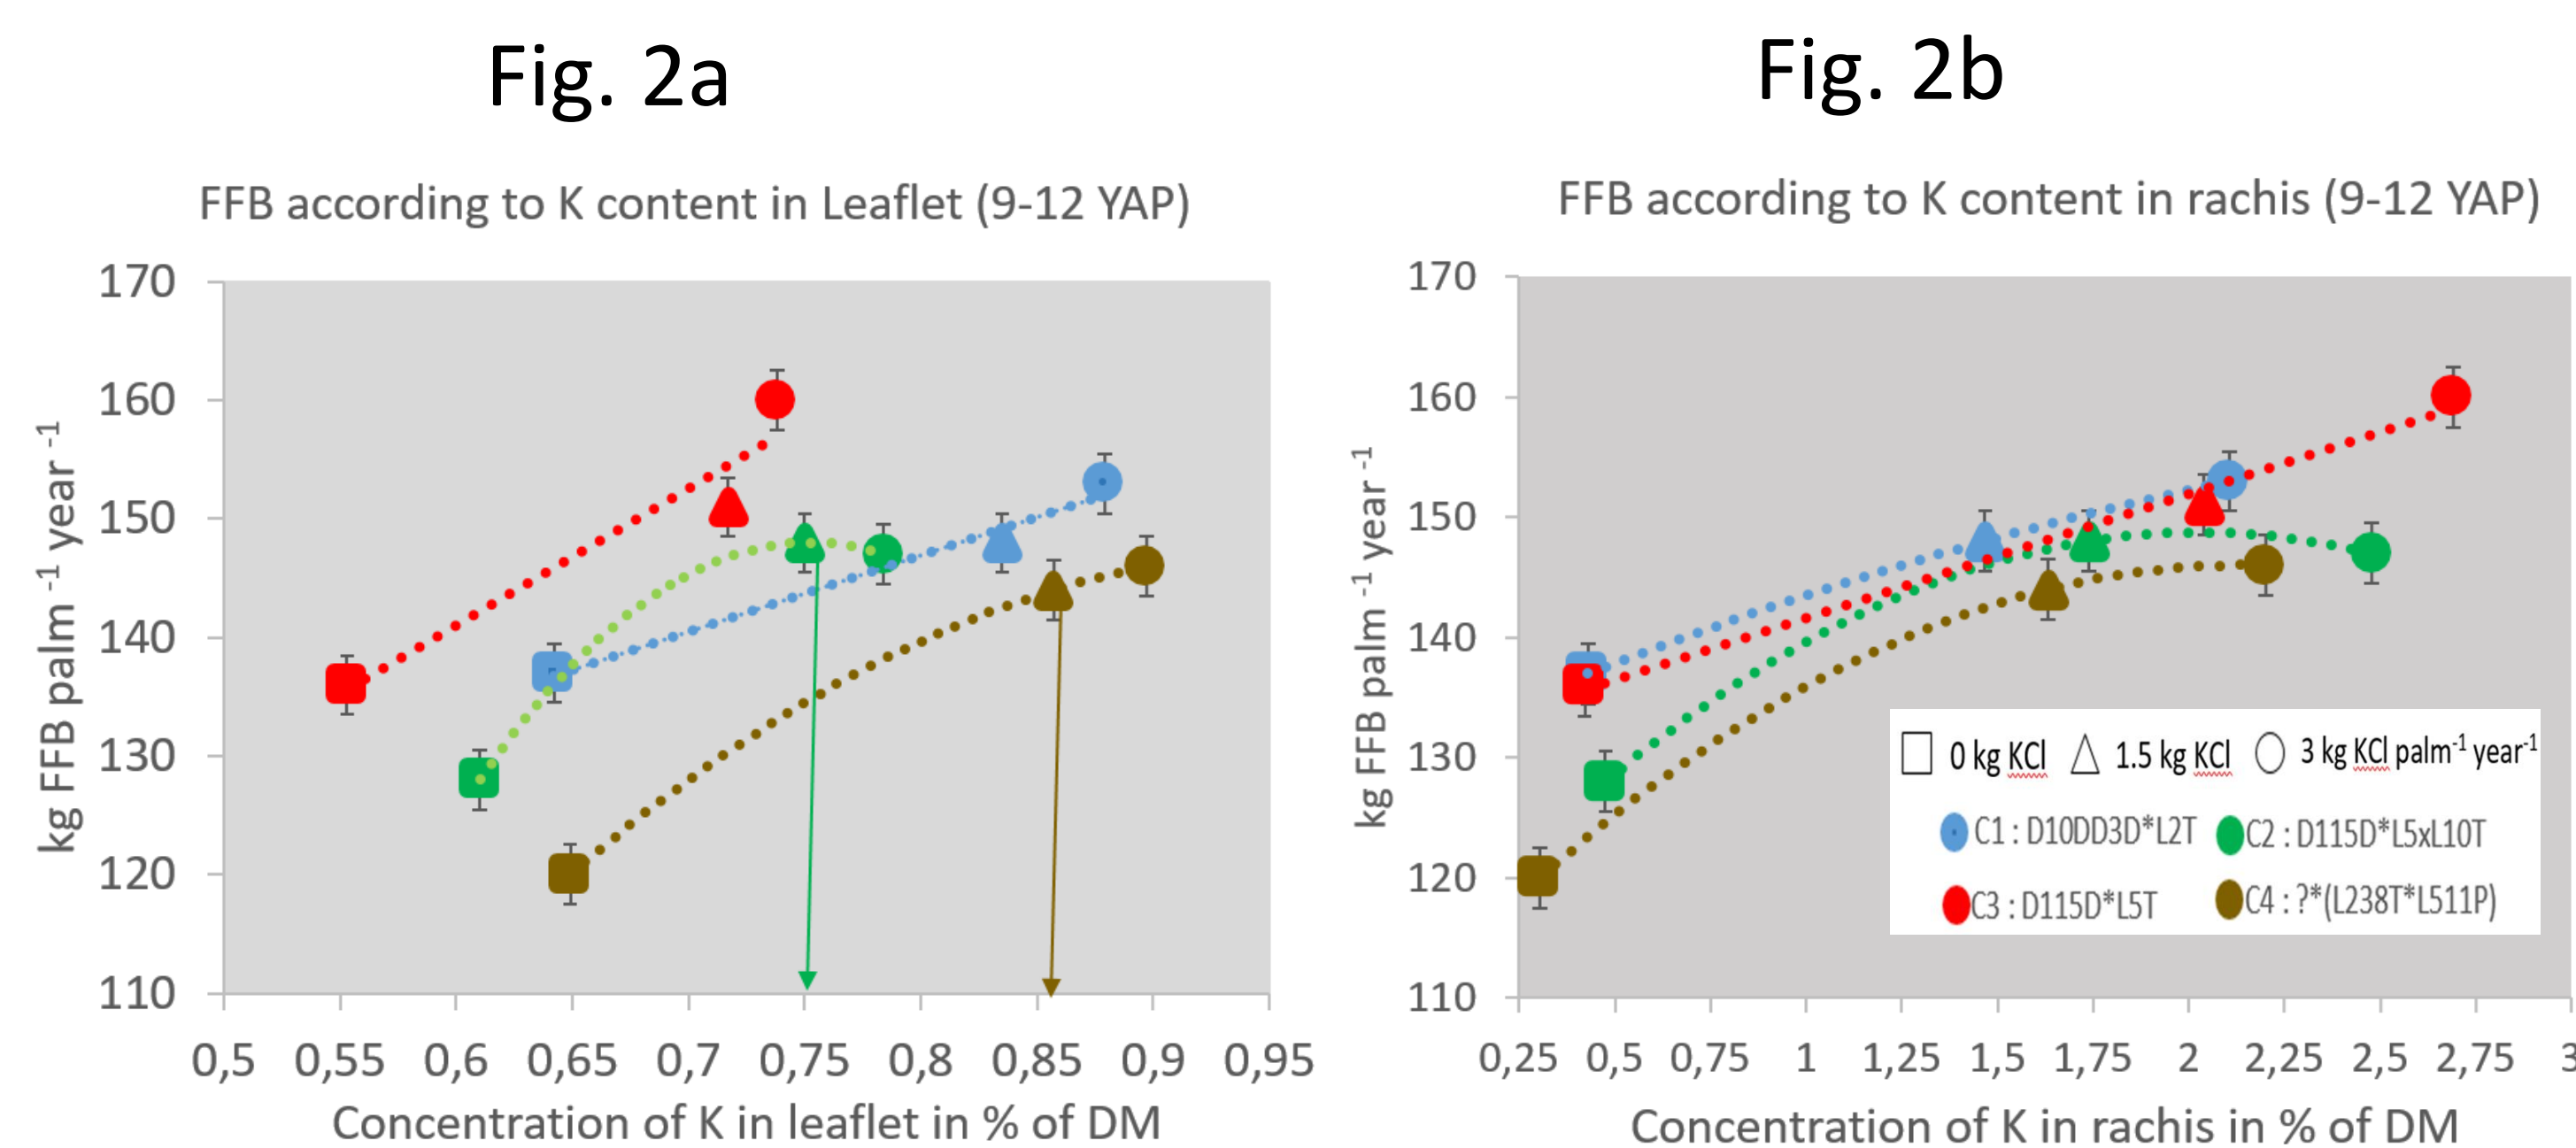 Fig. 2a
FFB according to K content in Leaflet (9-12 YAP)
kg FFB palm -1 year -1
170
160
150
140
130
120
110
0,5 0,55 0,6 0,65 0,7 0,75 0,8 0,85 0,9 0,95
Concentration of K in leaflet in % of DM
Fig. 2b
FFB according to K content in rachis (9-12 YAP)
kg FFB palm -1 year -1
170
160
150
140
130
120
110
0,25 0,5 0,75 1 1,25 1,5 1,75 2 2,25 2,5 2,75 3
Concentration of K in rachis in % of DM
0 kg KCl 1.5 kg KCl 3 kg KCl palm-1 year-1
C1 : D10DD3D*L2T C2 : D115D*L5xL10T
C3 : D115D*L5T C4 : ?*(L238T*L511P)